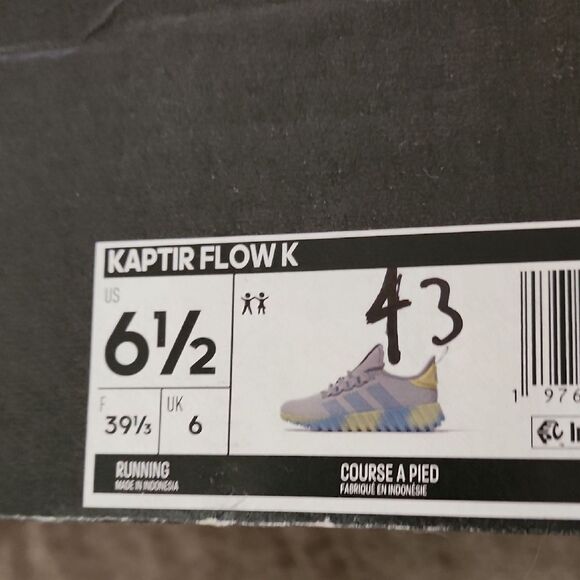 KAPTIR FLOW K
US
6½
43
F
39⅓
UK
6
1 976
RUNNING
MADE IN INDONESIA
COURSE A PIED
FABRIQUÉ EN INDONÉSIE